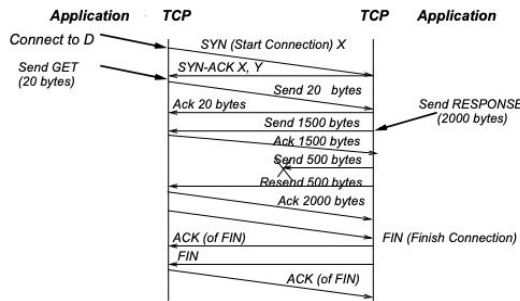 Application TCP TCP Application
Connect to D
SYN (Start Connection) X
Send GET
(20 bytes)
SYN-ACK X, Y
Send 20 bytes
Ack 20 bytes
Send RESPONSE
(2000 bytes)
Send 1500 bytes
Ack 1500 bytes
Send 500 bytes
Resend 500 bytes
Ack 2000 bytes
FIN (Finish Connection)
ACK (of FIN)
FIN
ACK (of FIN)